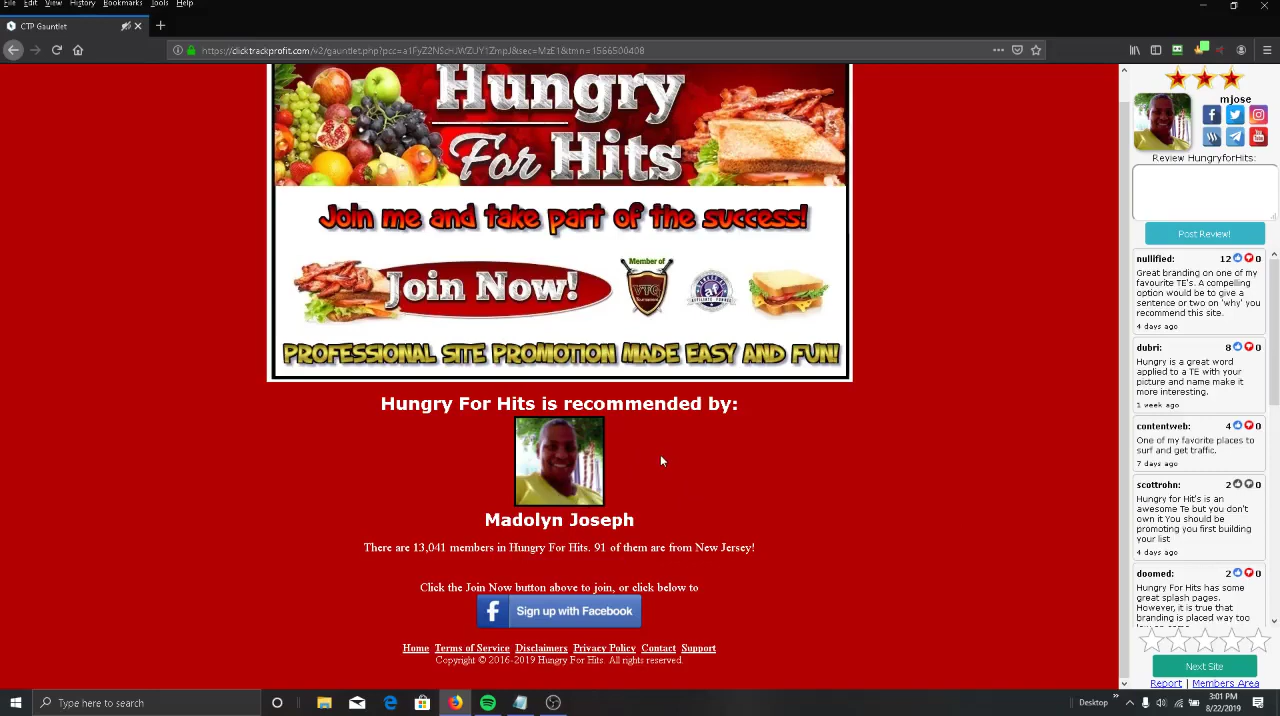 File Edit View History Bookmarks Tools Help
CTP Gauntlet
https://clicktrackprofit.com/v2/gauntlet.php?pcc=a1FyZ2NScHJWZUY1ZmpJ&sec=MzE1&tmn=1566500408
Hungry
For Hits
Join me and take part of the success!
Join Now!
Member of
VTG
Tournament
PROFESSIONAL SITE PROMOTION MADE EASY AND FUN!
Hungry For Hits is recommended by:
Madolyn Joseph
There are 13,041 members in Hungry For Hits. 91 of them are from New Jersey!
Click the Join Now button above to join, or click below to
Sign up with Facebook
Home Terms of Service Disclaimers Privacy Policy Contact Support
Copyright © 2016-2019 Hungry For Hits. All rights reserved.
mjose
Review HungryforHits:
Post Review!
nullified: 12 0
Great branding on one of my
favourite TE's. A compelling
option would be to give a
sentence or two on 'why' you
recommend this site.
4 days ago
dubri: 8 0
Hungry is a great word
altogether with your
picture and name make it
interesting.
1 week ago
contentweb: 4 0
One of my favorite places to
surf and get traffic.
7 days ago
scottrohn: 2 0
Hungry for Hit's is an
awesome TE but you don't
own it. Promoting your own
site should you first building
your list
4 days ago
doomed: 2 0
Hungry For Hits has some
great splash pages.
However, it is true that
Next Site
Report | Members Area
Type here to search
Desktop
3:01 PM
8/22/2019